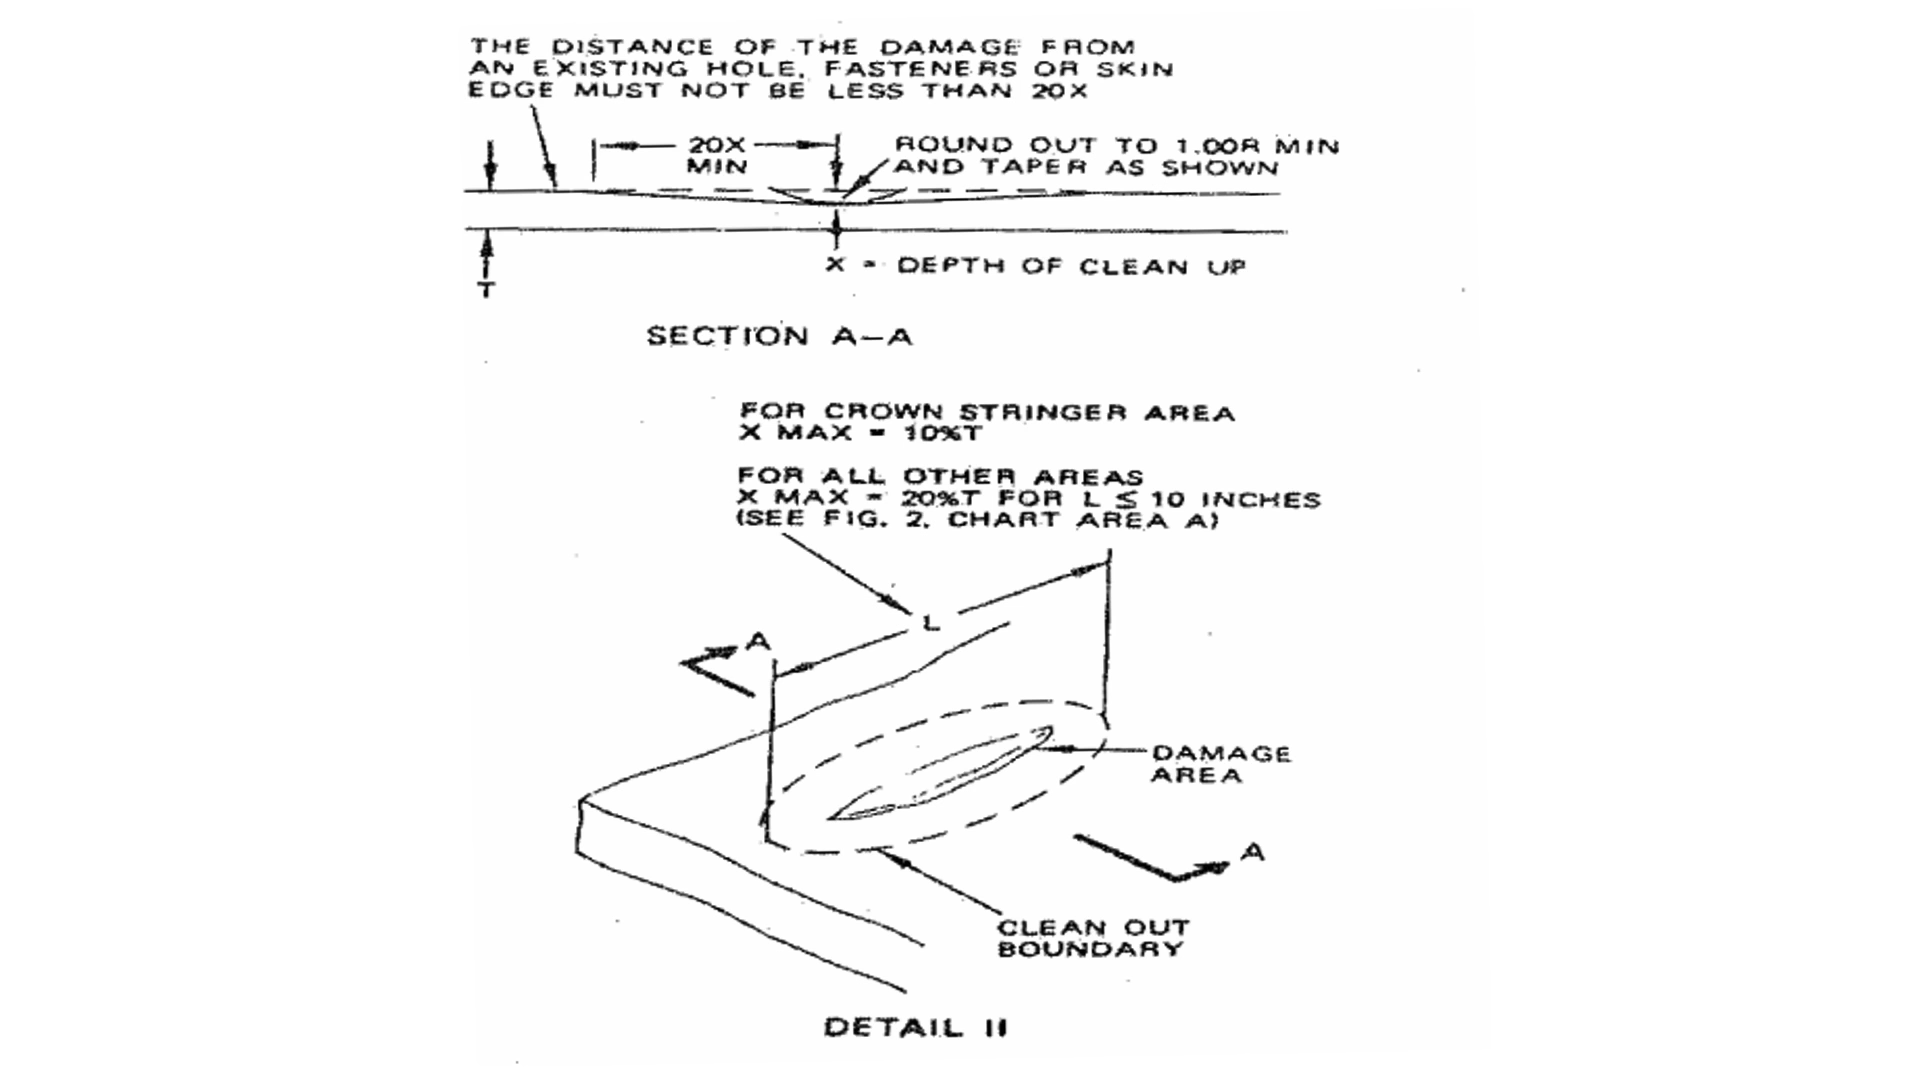 THE DISTANCE OF THE DAMAGE FROM
AN EXISTING HOLE, FASTENERS OR SKIN
EDGE MUST NOT BE LESS THAN 20X
20X
MIN
ROUND OUT TO 1.00R MIN
AND TAPER AS SHOWN
X = DEPTH OF CLEAN UP
T
SECTION A-A
FOR CROWN STRINGER AREA
X MAX = 10%T
FOR ALL OTHER AREAS
X MAX = 20%T FOR L ≤ 10 INCHES
(SEE FIG. 2, CHART AREA A)
L
A
DAMAGE
AREA
A
CLEAN OUT
BOUNDARY
DETAIL II